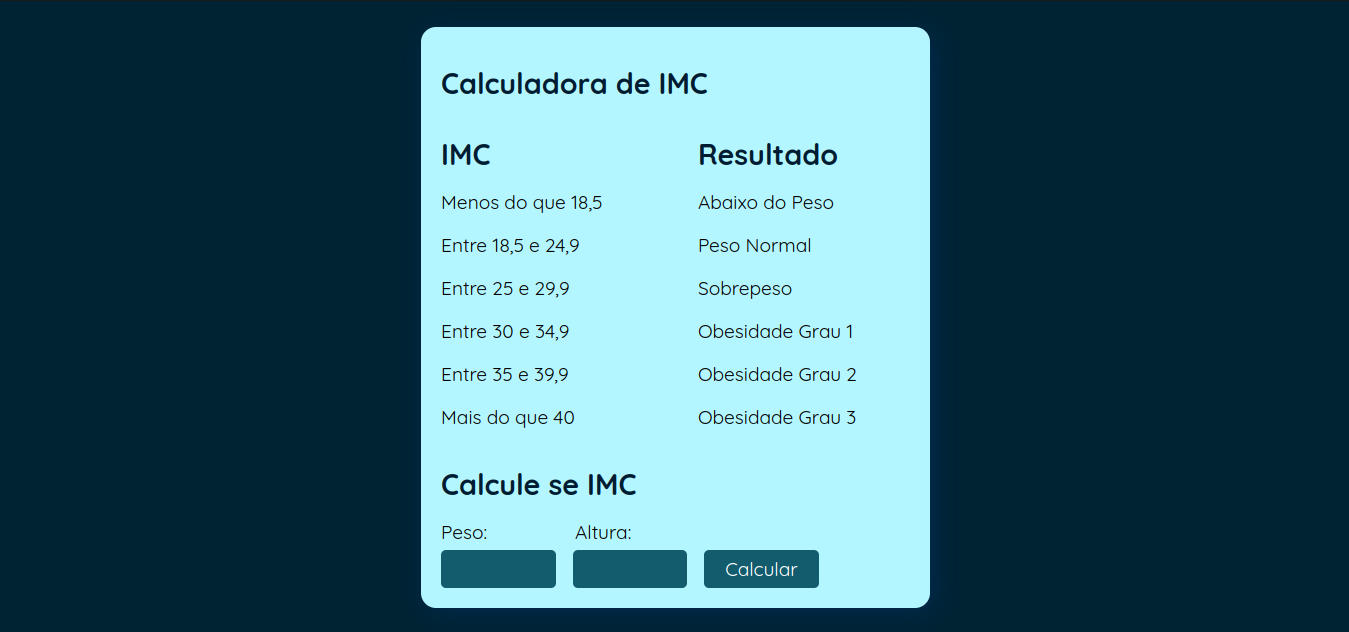 Calculadora de IMC
IMC Resultado
Menos do que 18,5 Abaixo do Peso
Entre 18,5 e 24,9 Peso Normal
Entre 25 e 29,9 Sobrepeso
Entre 30 e 34,9 Obesidade Grau 1
Entre 35 e 39,9 Obesidade Grau 2
Mais do que 40 Obesidade Grau 3
Calcule se IMC
Peso: Altura:
Calcular